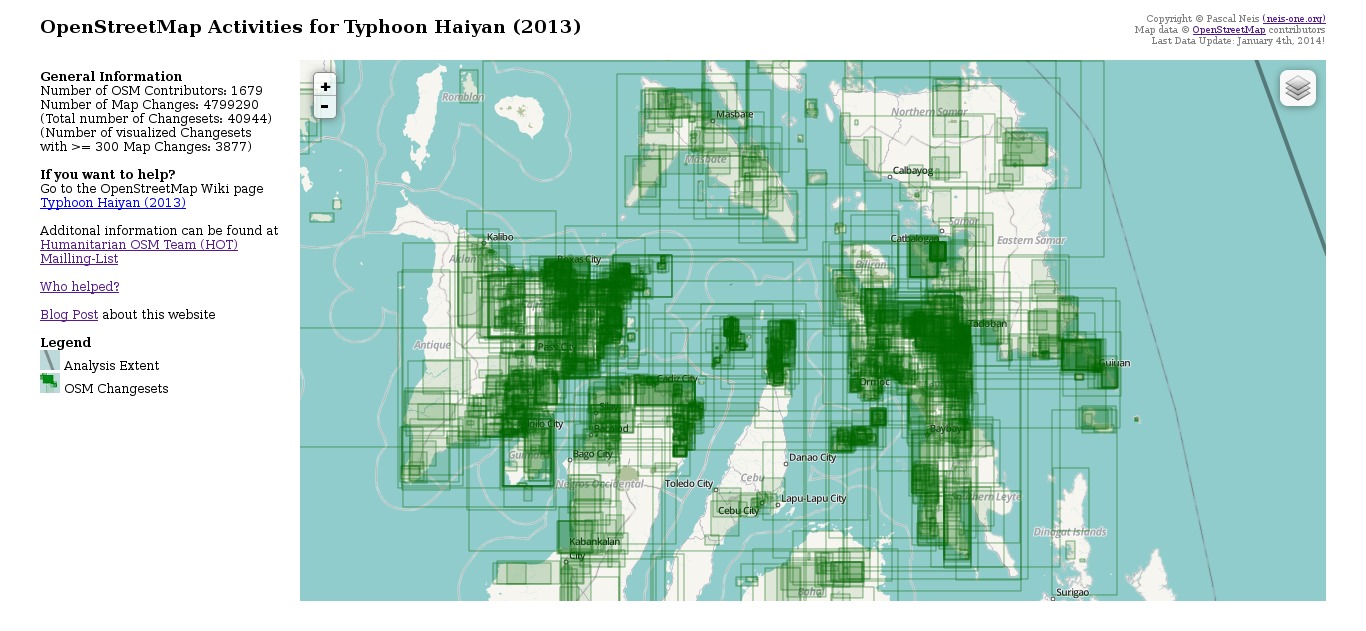 OpenStreetMap Activities for Typhoon Haiyan (2013)
Copyright © Pascal Neis (neis-one.org)
Map data © OpenStreetMap contributors
Last Data Update: January 4th, 2014!
General Information
Number of OSM Contributors: 1679
Number of Map Changes: 4799290
(Total number of Changesets: 40944)
(Number of visualized Changesets
with >= 300 Map Changes: 3877)
If you want to help?
Go to the OpenStreetMap Wiki page
Typhoon Haiyan (2013)
Additonal information can be found at
Humanitarian OSM Team (HOT)
Mailling-List
Who helped?
Blog Post about this website
Legend
Analysis Extent
OSM Changesets
+
-
Romblon
Masbate
Masbate
Northern Samar
Calbayog
Samar
Catbalogan
Eastern Samar
Kalibo
Aklan
Roxas City
Biliran
Antique
Passi City
Tacloban
Guiuan
Cadiz City
Ormoc
Iloilo City
Bacolod
Baybay
Bago City
Danao City
Negros Occidental
Toledo City
Cebu
Lapu-Lapu City
Cebu City
Southern Leyte
Dinagat Islands
Kabankalan
City
Bohol
Surigao